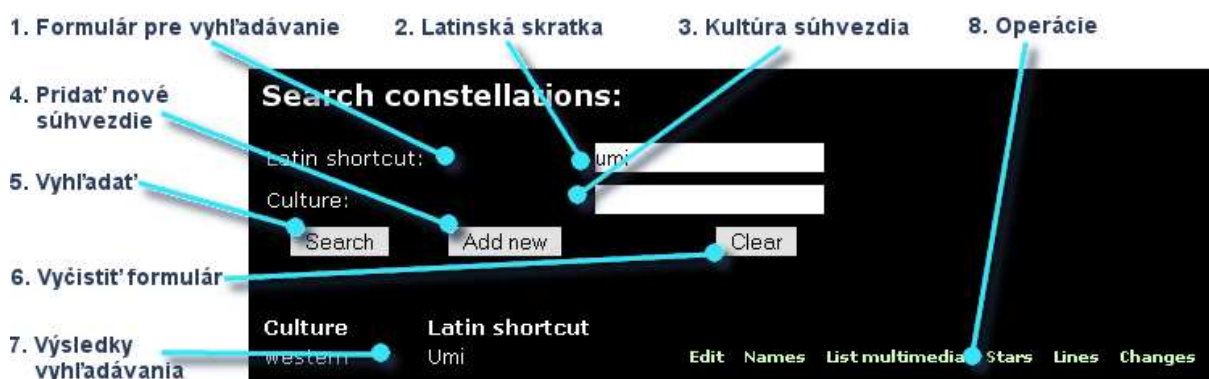 1. Formulár pre vyhľadávanie 2. Latinská skratka 3. Kultúra súhvezdia 8. Operácie
4. Pridať nové
súhvezdie
Search constellations:
Latin shortcut: umi
5. Vyhľadať
Culture:
Search Add new Clear
6. Vyčistiť formulár
Culture Latin shortcut
7. Výsledky
vyhľadávania
western Umi Edit Names List multimedia Stars Lines Changes